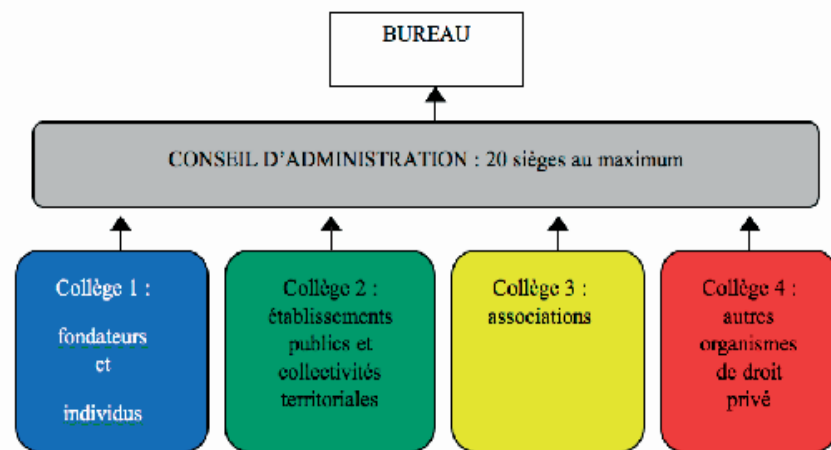 BUREAU
CONSEIL D'ADMINISTRATION : 20 sièges au maximum
Collège 1 :
fondateurs
et
individus
Collège 2 :
établissements
publics et
collectivités
territoriales
Collège 3 :
associations
Collège 4 :
autres
organismes
de droit
privé